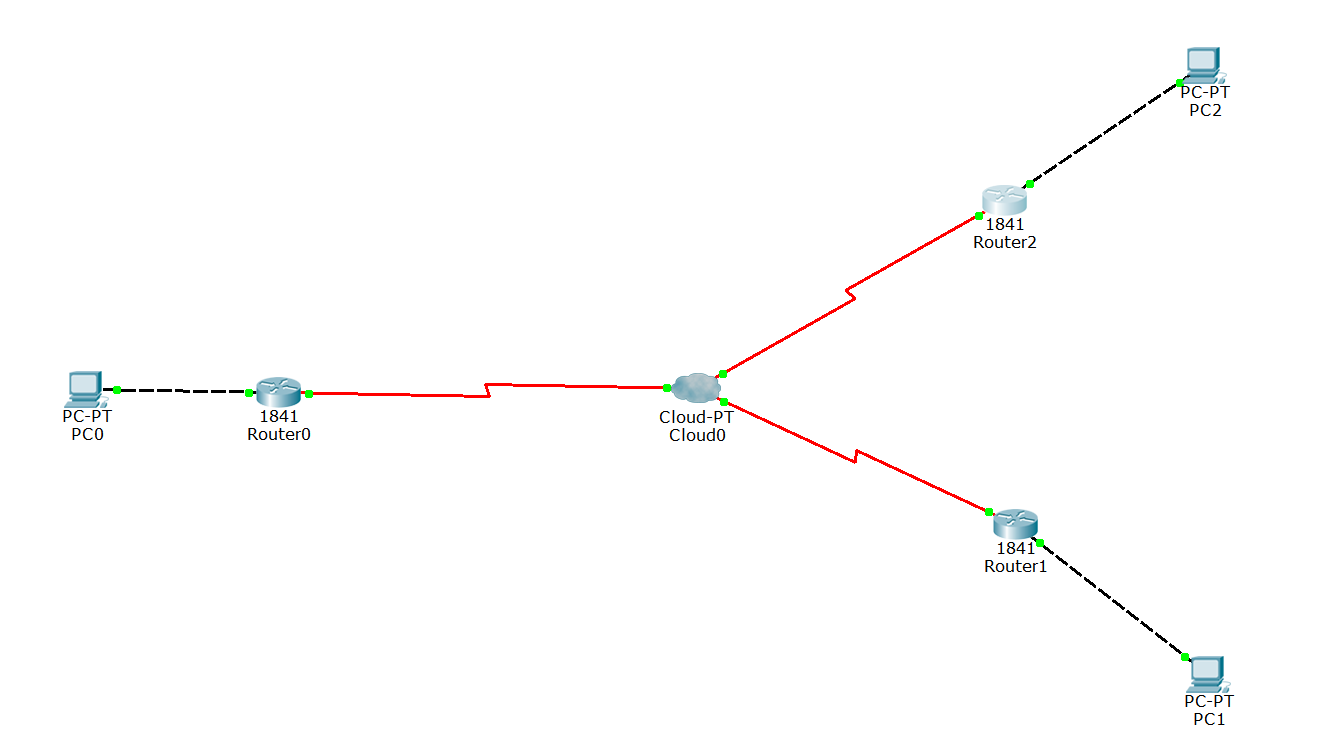 PC-PT
PC2
1841
Router2
PC-PT
PC0
1841
Router0
Cloud-PT
Cloud0
1841
Router1
PC-PT
PC1